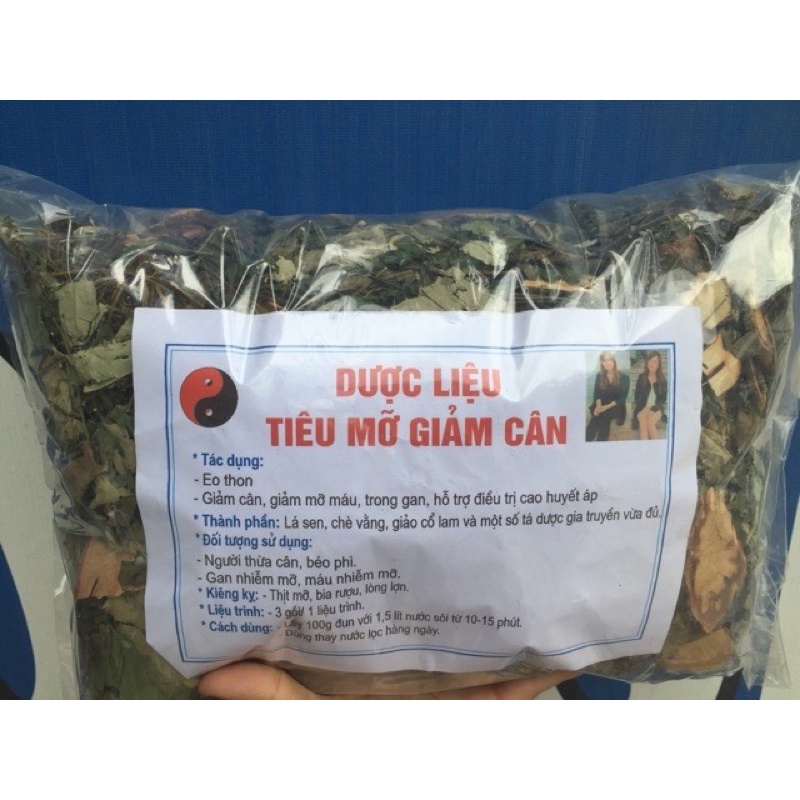 DƯỢC LIỆU
TIÊU MỠ GIẢM CÂN
* Tác dụng:
- Eo thon
- Giảm cân, giảm mỡ máu, trong gan, hỗ trợ điều trị cao huyết áp
* Thành phần: Lá sen, chè vằng, giảo cổ lam và một số tá dược gia truyền vừa đủ.
*Đối tượng sử dụng:
- Người thừa cân, béo phì.
- Gan nhiễm mỡ, máu nhiễm mỡ.
* Kiêng kỵ: - Thịt mỡ, bia rượu, lòng lợn.
* Liệu trình: - 3 gói/ 1 liệu trình.
* Cách dùng: - Lấy 100g đun với 1,5 lít nước sôi từ 10-15 phút.
- Dùng thay nước lọc hàng ngày.